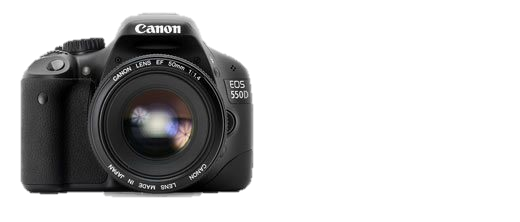 Canon
CANON LENS EF 50mm 1:1.4
EOS
550D
CANON LENS MADE IN JAPAN